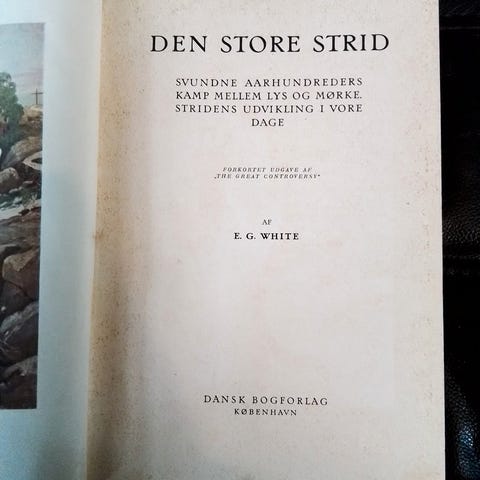 DEN STORE STRID
SVUNDNE AARHUNDREDERS
KAMP MELLEM LYS OG MØRKE.
STRIDENS UDVIKLING I VORE
DAGE
FORKORTET UDGAVE AF
„THE GREAT CONTROVERSY“
AF
E. G. WHITE
DANSK BOGFORLAG
KØBENHAVN